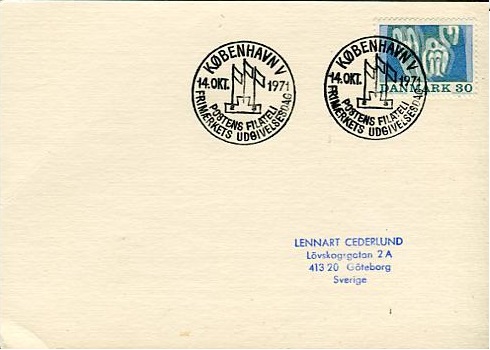 KØBENHAVN V
14.OKT. 1971
POSTENS FILATELI
FRIMÆRKETS UDGIVELSESDAG
KØBENHAVN V
14.OKT. 1971
POSTENS FILATELI
FRIMÆRKETS UDGIVELSESDAG
DANMARK 30
LENNART CEDERLUND
Lövskogsgatan 2 A
413 20 Göteborg
Sverige